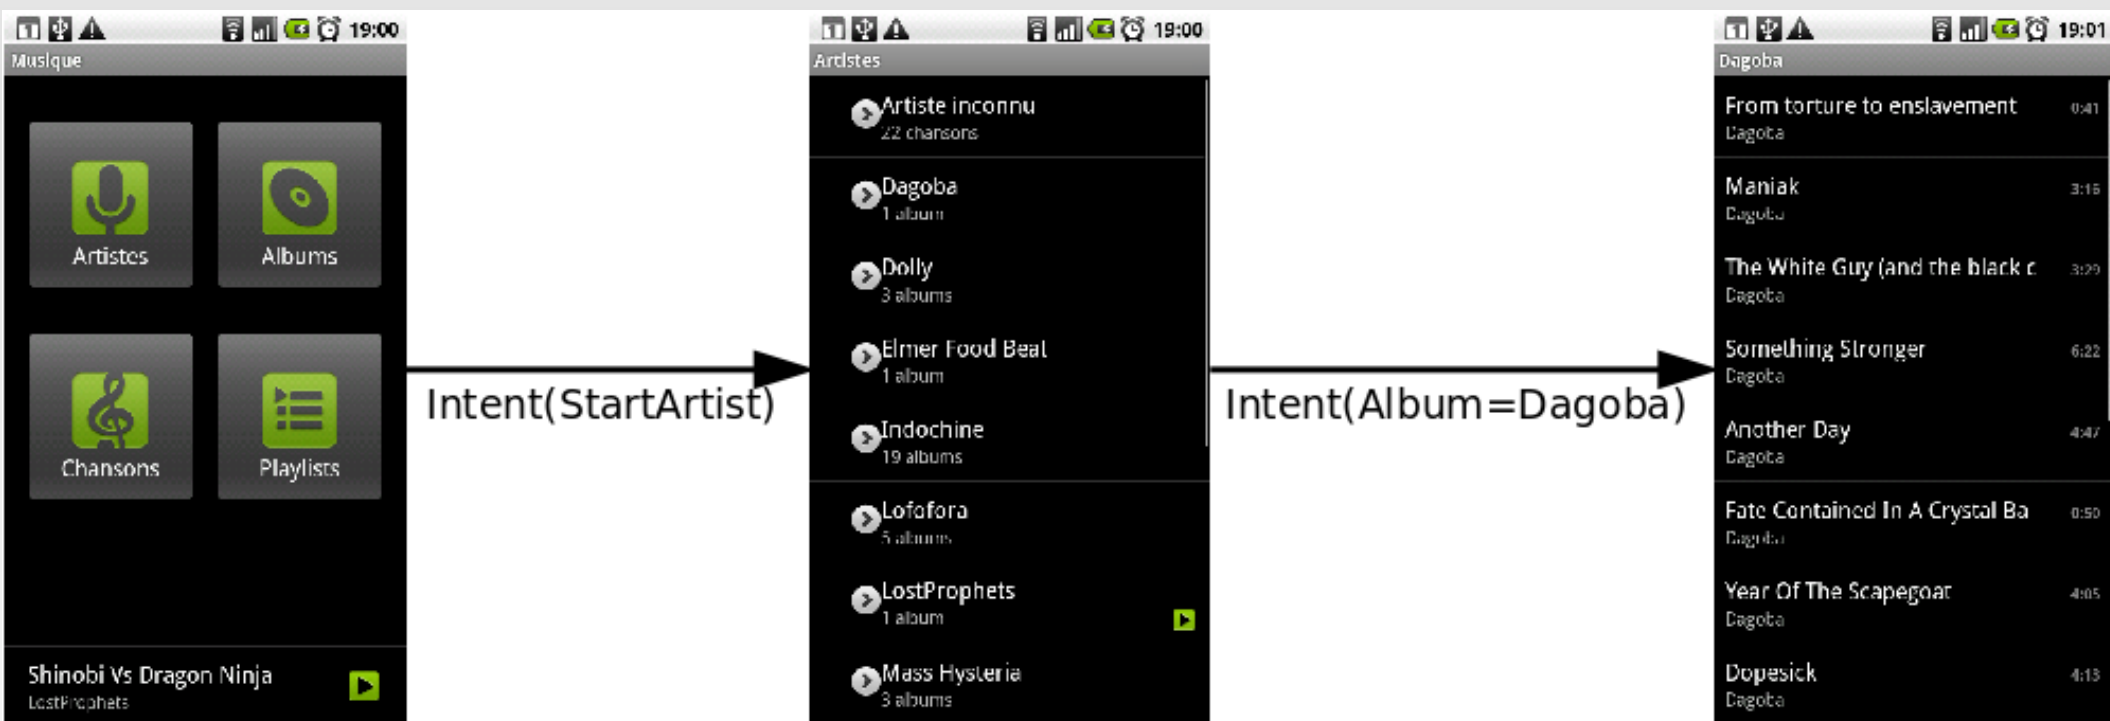 19:00
Musique
Artistes
Albums
Chansons
Playlists
Shinobi Vs Dragon Ninja
LostProphets
Intent(StartArtist)
19:00
Artistes
Artiste inconnu
22 chansons
Dagoba
1 album
Dolly
3 albums
Elmer Food Beat
1 album
Indochine
19 albums
Lofofora
5 albums
LostProphets
1 album
Mass Hysteria
3 albums
Intent(Album=Dagoba)
19:01
Dagoba
From torture to enslavement 0:41
Dagoba
Maniak 3:16
Dagoba
The White Guy (and the black c 3:29
Dagoba
Something Stronger 6:22
Dagoba
Another Day 4:47
Dagoba
Fate Contained In A Crystal Ba 0:50
Dagoba
Year Of The Scapegoat 4:05
Dagoba
Dopesick 4:13
Dagoba